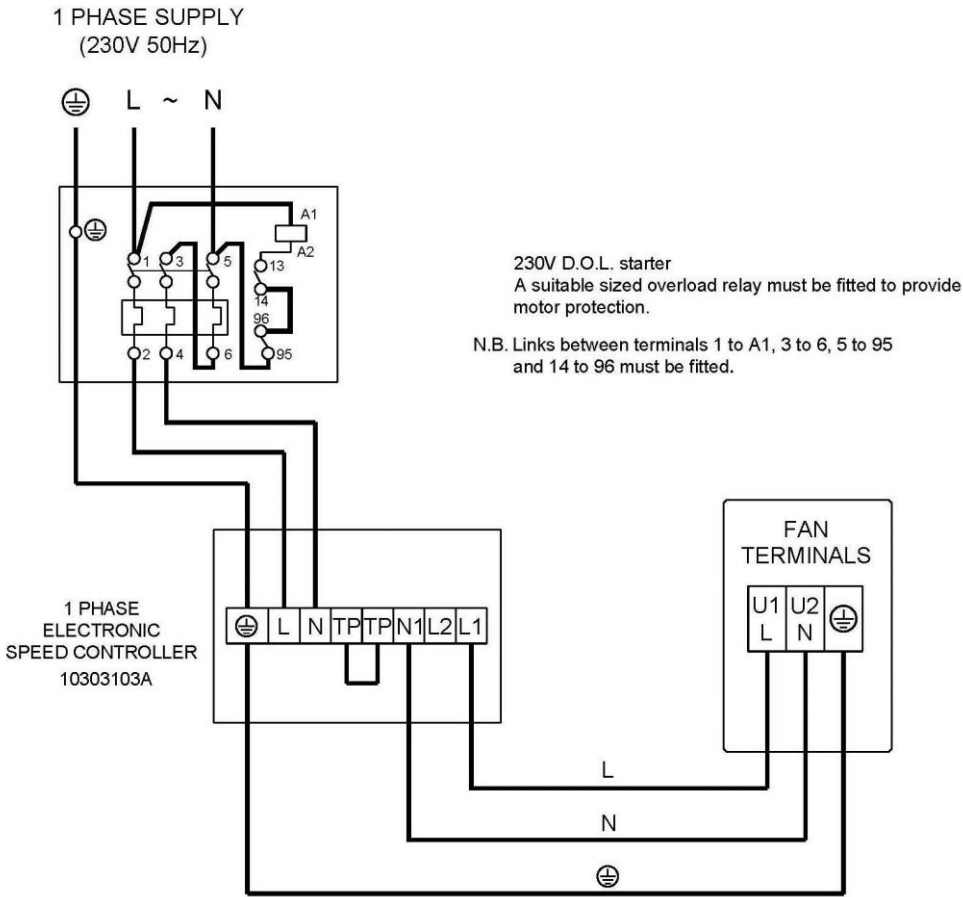 1 PHASE SUPPLY
(230V 50Hz)
L ~ N
A1
A2
1 3 5 13
14
96
2 4 6 95
230V D.O.L. starter
A suitable sized overload relay must be fitted to provide
motor protection.
N.B. Links between terminals 1 to A1, 3 to 6, 5 to 95
and 14 to 96 must be fitted.
1 PHASE
ELECTRONIC
SPEED CONTROLLER
10303103A
L N TP TP N1 L2 L1
FAN
TERMINALS
U1 U2
L N
L
N